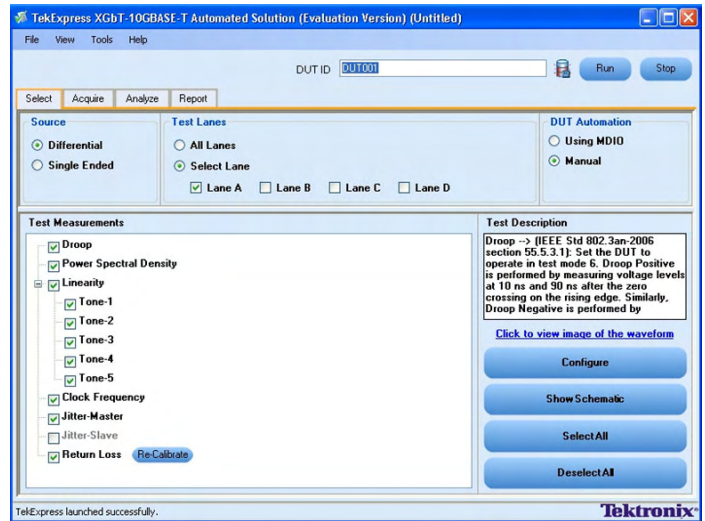 TekExpress XGbT-10GBASE-T Automated Solution (Evaluation Version) (Untitled)
File View Tools Help
DUT ID DUT001 Run Stop
Select Acquire Analyze Report
Source
Differential
Single Ended
Test Lanes
All Lanes
Select Lane
Lane A Lane B Lane C Lane D
DUT Automation
Using MDIO
Manual
Test Measurements
Droop
Power Spectral Density
Linearity
Tone-1
Tone-2
Tone-3
Tone-4
Tone-5
Clock Frequency
Jitter-Master
Jitter-Slave
Return Loss Re-Calibrate
Test Description
Droop --> (IEEE Std 802.3an-2006
section 55.5.3.1): Set the DUT to
operate in test mode 6. Droop Positive
is performed by measuring voltage levels
at 10 ns and 90 ns after the zero
crossing on the rising edge. Similarly,
Droop Negative is performed by
Click to view image of the waveform
Configure
Show Schematic
Select All
Deselect All
TekExpress launched successfully.
Tektronix